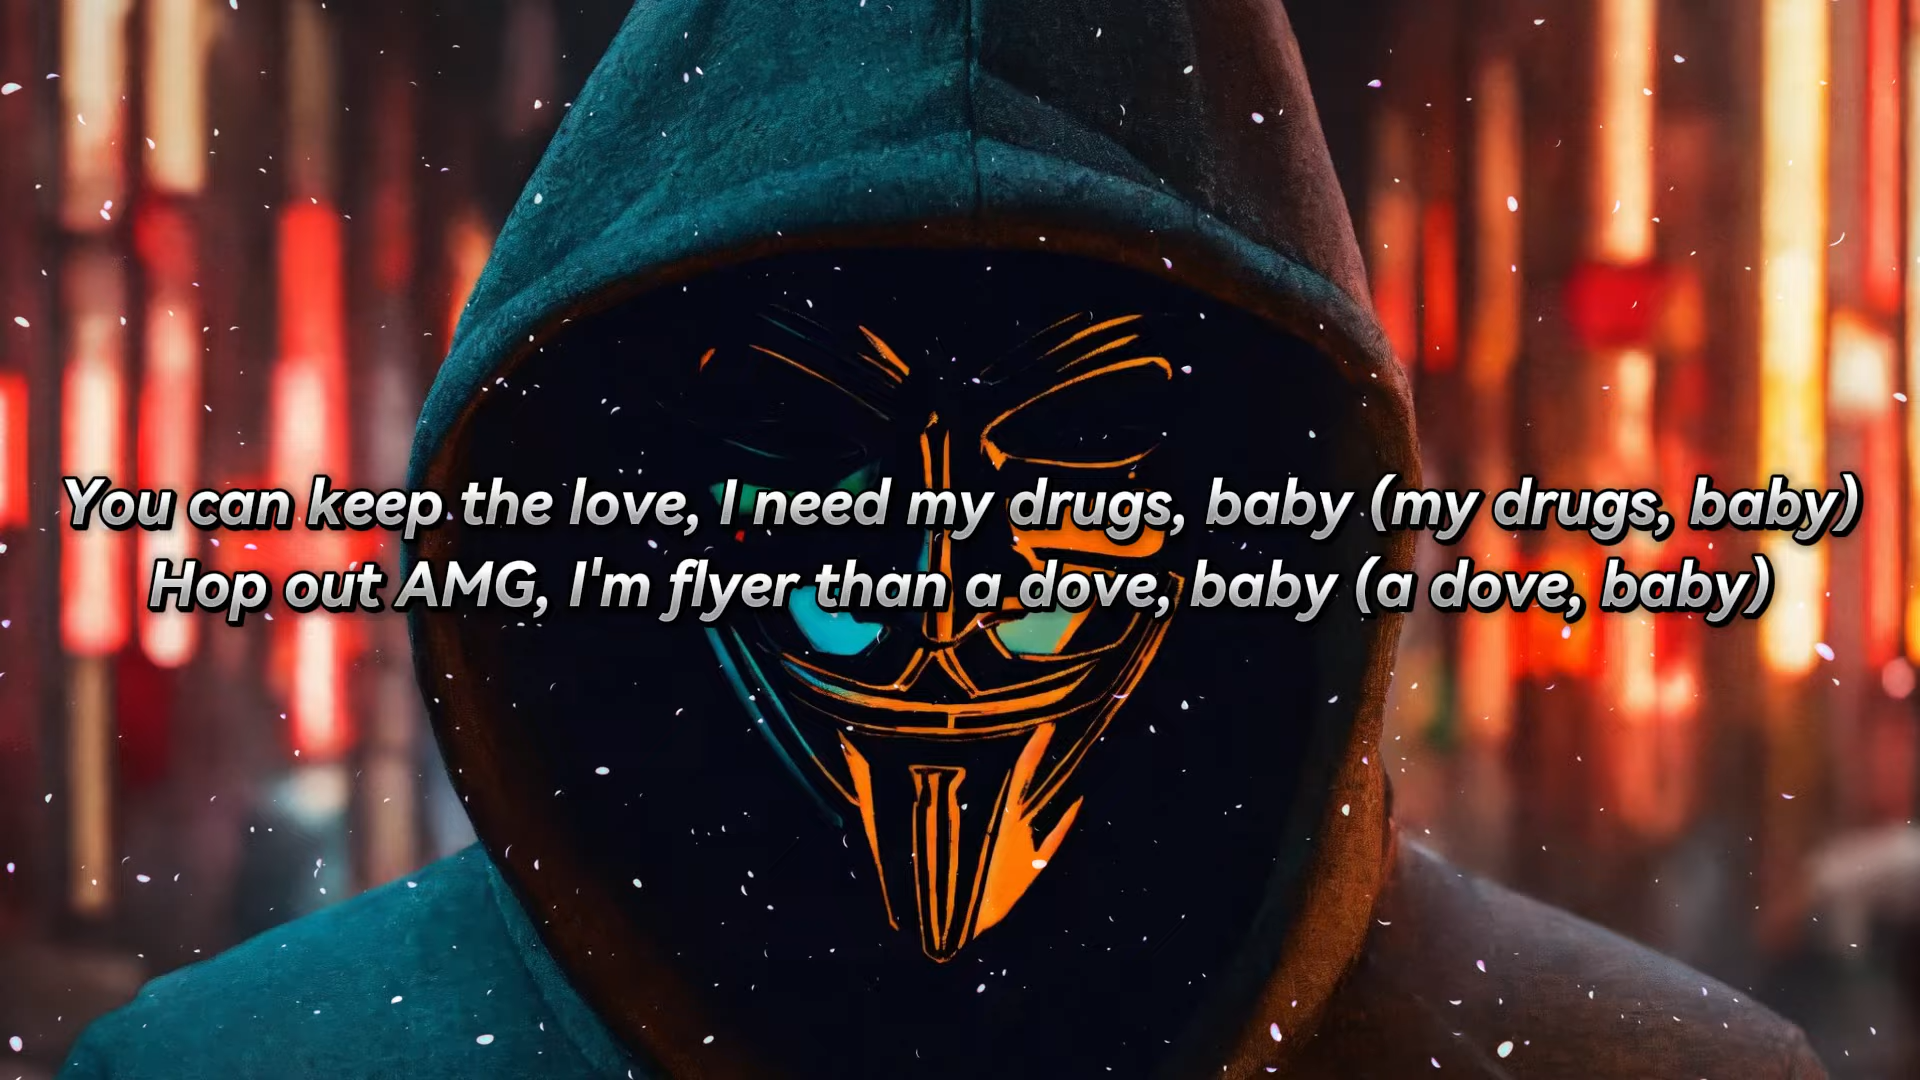 You can keep the love, I need my drugs, baby (my drugs, baby)
Hop out AMG, I'm flyer than a dove, baby (a dove, baby)